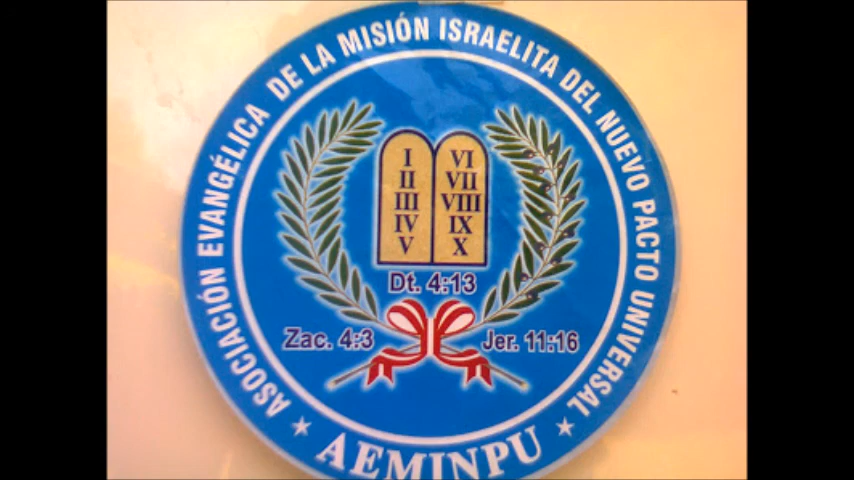 ASOCIACIÓN EVANGÉLICA DE LA MISIÓN ISRAELITA DEL NUEVO PACTO UNIVERSAL
I VI
II VII
III VIII
IV IX
V X
Dt. 4:13
Zac. 4:3 Jer. 11:16
AEMINPU